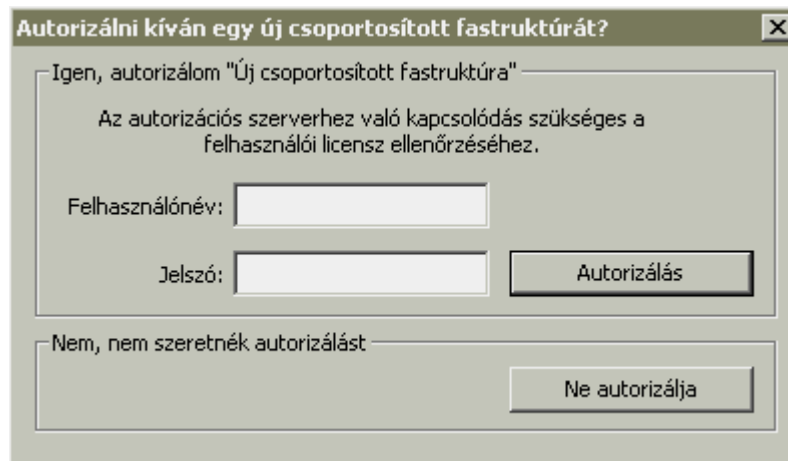 Autorizálni kíván egy új csoportosított fastruktúrát?
Igen, autorizálom "Új csoportosított fastruktúra"
Az autorizációs szerverhez való kapcsolódás szükséges a
felhasználói licensz ellenőrzéséhez.
Felhasználónév:
Jelszó:
Autorizálás
Nem, nem szeretnék autorizálást
Ne autorizálja